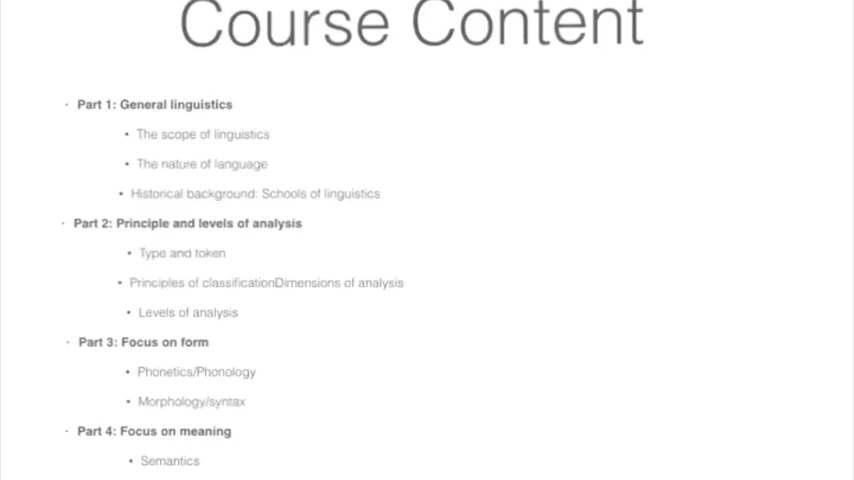 Course Content
· Part 1: General linguistics
• The scope of linguistics
• The nature of language
• Historical background: Schools of linguistics
· Part 2: Principle and levels of analysis
• Type and token
• Principles of classificationDimensions of analysis
• Levels of analysis
· Part 3: Focus on form
• Phonetics/Phonology
• Morphology/syntax
· Part 4: Focus on meaning
• Semantics